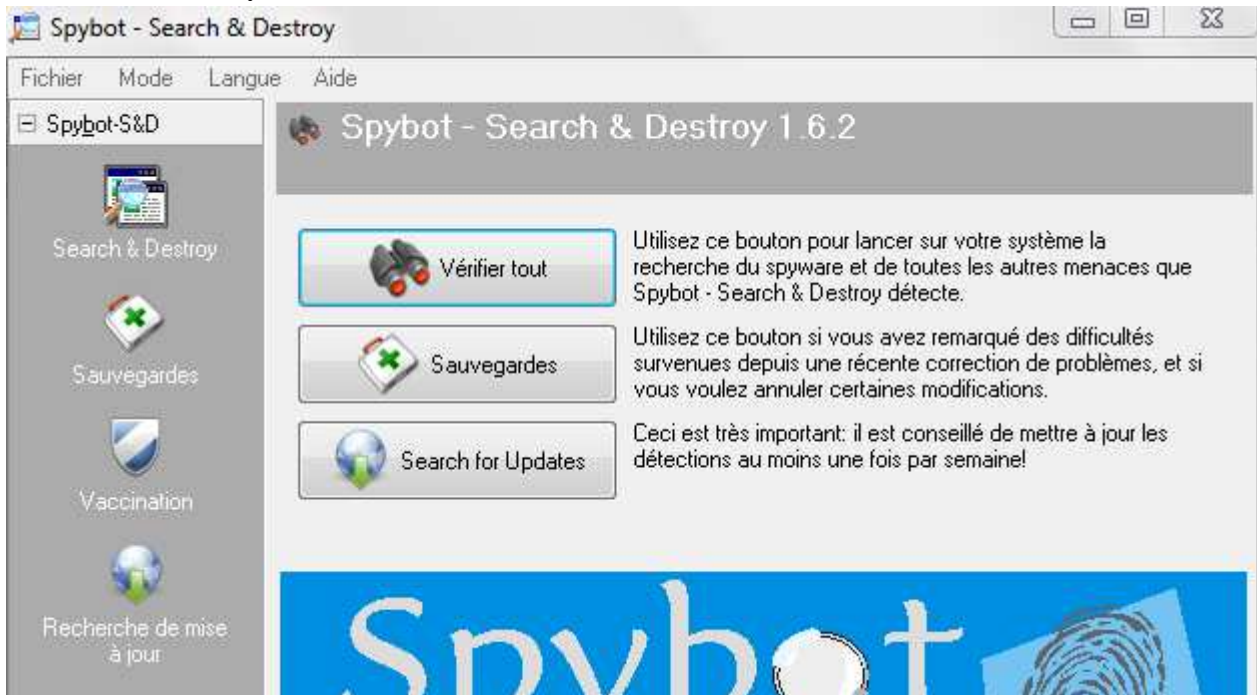 Spybot - Search & Destroy
Fichier Mode Langue Aide
Spybot-S&D
Search & Destroy
Sauvegardes
Vaccination
Recherche de mise
à jour
Spybot - Search & Destroy 1.6.2
Vérifier tout
Utilisez ce bouton pour lancer sur votre système la
recherche du spyware et de toutes les autres menaces que
Spybot - Search & Destroy détecte.
Sauvegardes
Utilisez ce bouton si vous avez remarqué des difficultés
survenues depuis une récente correction de problèmes, et si
vous voulez annuler certaines modifications.
Search for Updates
Ceci est très important: il est conseillé de mettre à jour les
détections au moins une fois par semaine!
Spybot